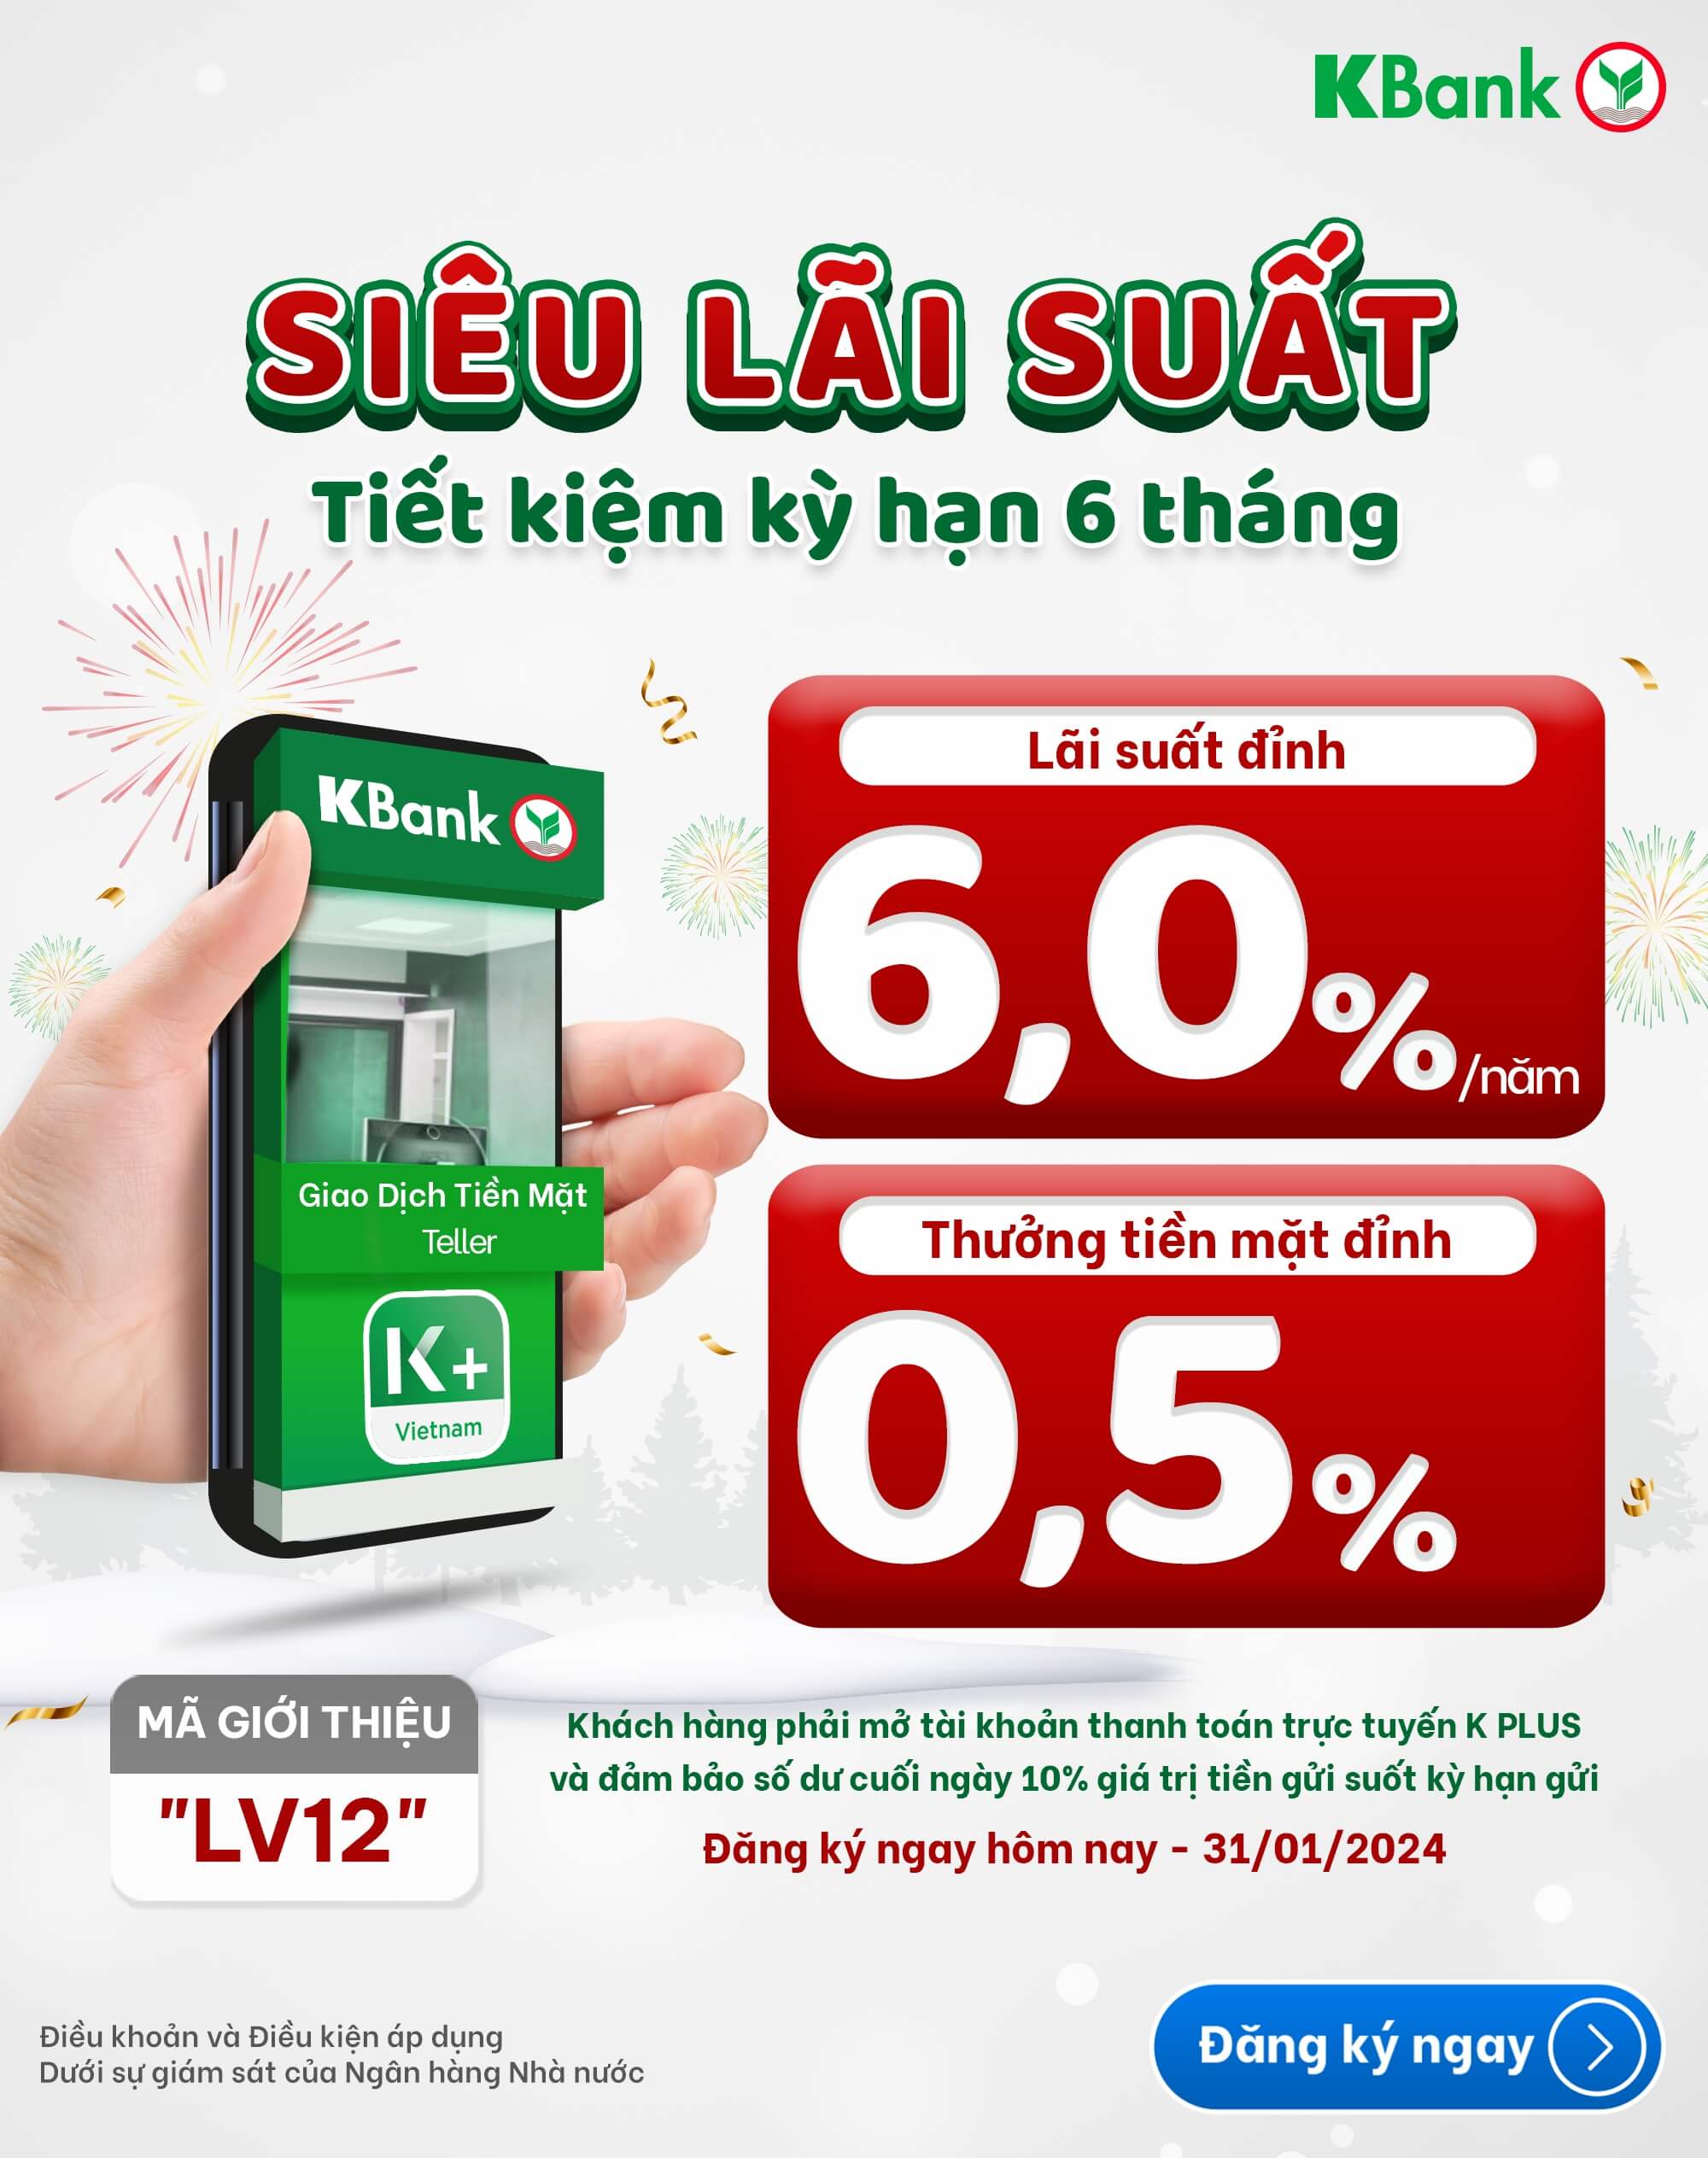 KBank
SIÊU LÃI SUẤT
Tiết kiệm kỳ hạn 6 tháng
KBank
Giao Dịch Tiền Mặt
Teller
K+
Vietnam
Lãi suất đỉnh
6,0%/năm
Thưởng tiền mặt đỉnh
0,5%
MÃ GIỚI THIỆU
"LV12"
Khách hàng phải mở tài khoản thanh toán trực tuyến K PLUS
và đảm bảo số dư cuối ngày 10% giá trị tiền gửi suốt kỳ hạn gửi
Đăng ký ngay hôm nay - 31/01/2024
Điều khoản và Điều kiện áp dụng
Dưới sự giám sát của Ngân hàng Nhà nước
Đăng ký ngay